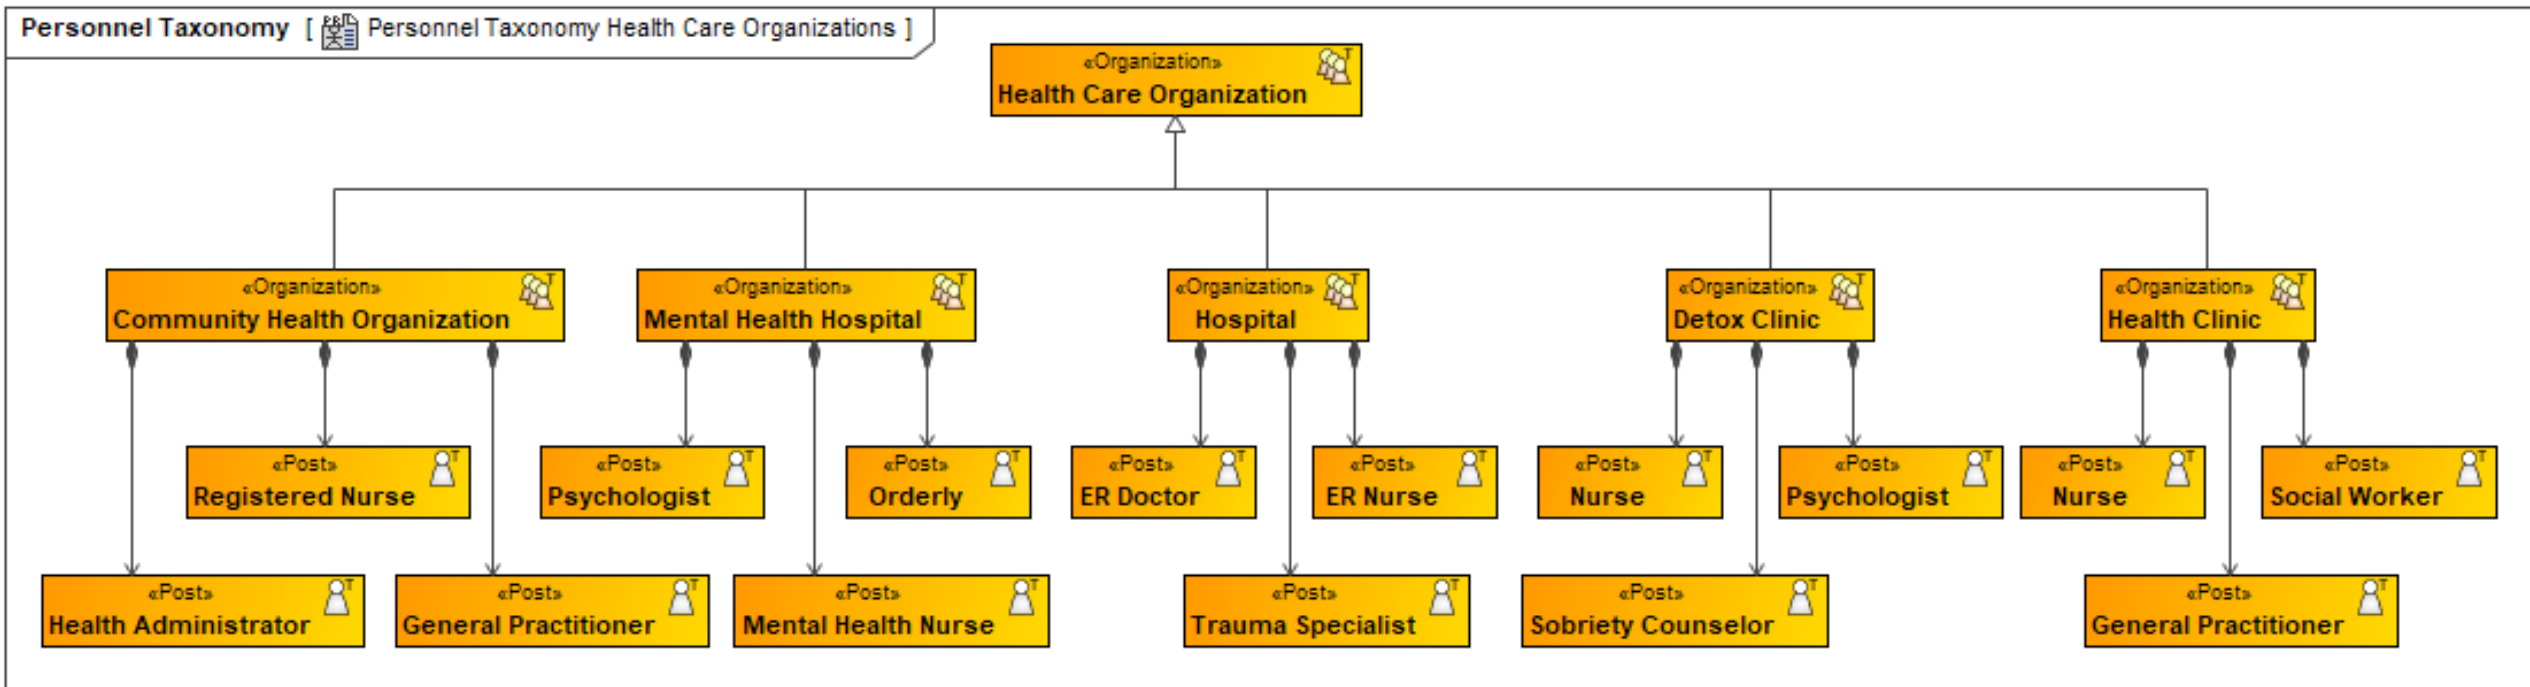 Personnel Taxonomy [ Personnel Taxonomy Health Care Organizations ]
«Organization»
Health Care Organization
«Organization»
Community Health Organization
«Organization»
Mental Health Hospital
«Organization»
Hospital
«Organization»
Detox Clinic
«Organization»
Health Clinic
«Post»
Registered Nurse
«Post»
Psychologist
«Post»
Orderly
«Post»
ER Doctor
«Post»
ER Nurse
«Post»
Nurse
«Post»
Psychologist
«Post»
Nurse
«Post»
Social Worker
«Post»
Health Administrator
«Post»
General Practitioner
«Post»
Mental Health Nurse
«Post»
Trauma Specialist
«Post»
Sobriety Counselor
«Post»
General Practitioner